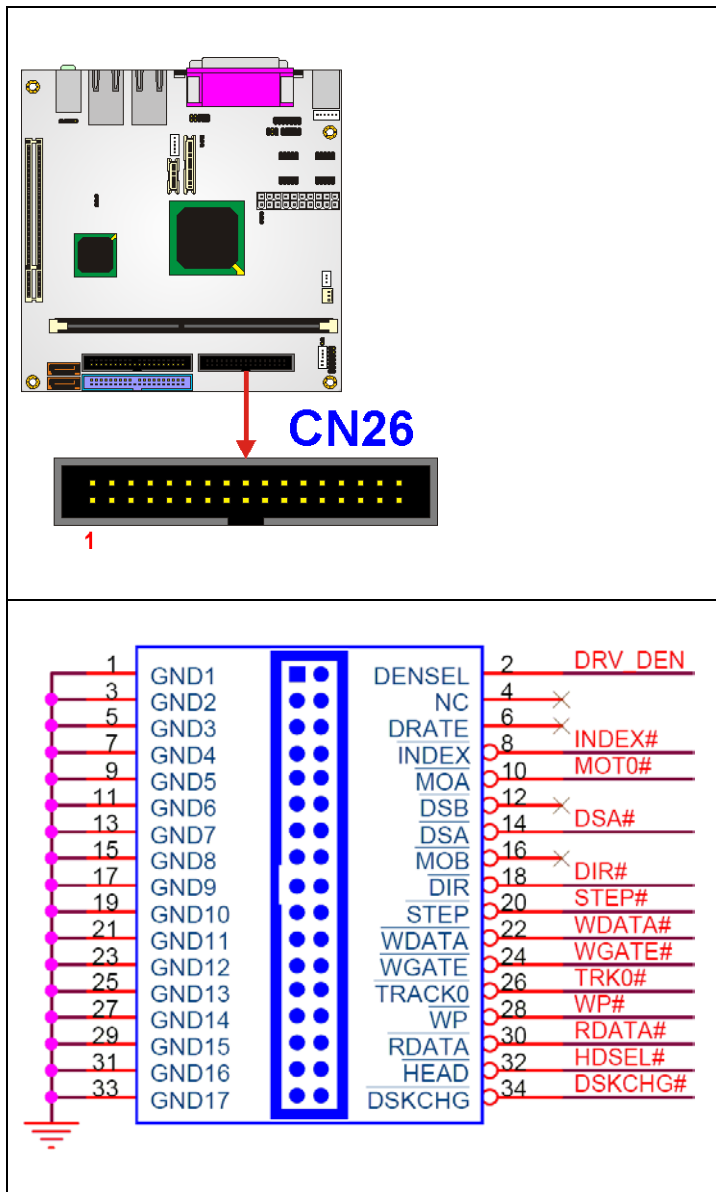 CN26
1
1 GND1 DENSEL 2 DRV_DEN
3 GND2 NC 4
5 GND3 DRATE 6
7 GND4 INDEX 8 INDEX#
9 GND5 MOA 10 MOT0#
11 GND6 DSB 12
13 GND7 DSA 14 DSA#
15 GND8 MOB 16
17 GND9 DIR 18 DIR#
19 GND10 STEP 20 STEP#
21 GND11 WDATA 22 WDATA#
23 GND12 WGATE 24 WGATE#
25 GND13 TRACK0 26 TRK0#
27 GND14 WP 28 WP#
29 GND15 RDATA 30 RDATA#
31 GND16 HEAD 32 HDSEL#
33 GND17 DSKCHG 34 DSKCHG#